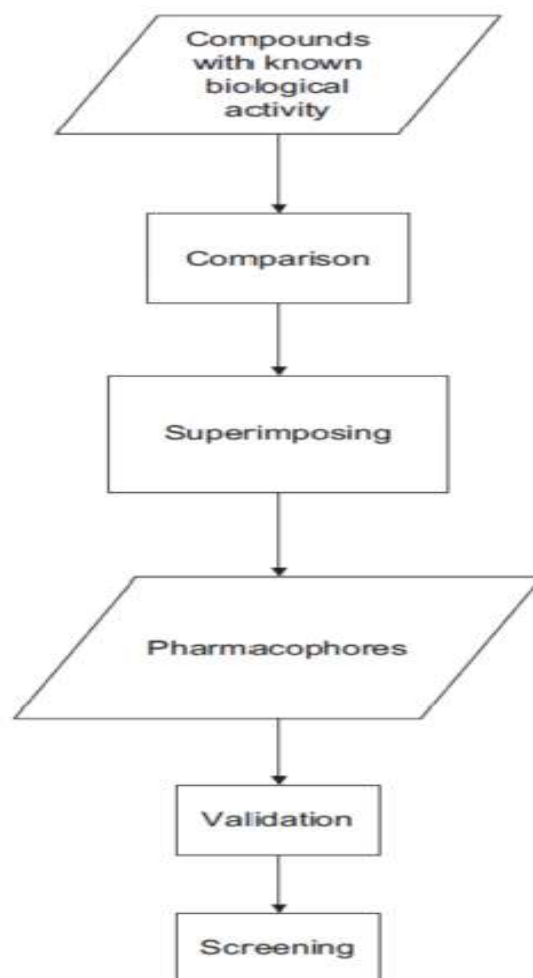 Compounds
with known
biological
activity
Comparison
Superimposing
Pharmacophores
Validation
Screening